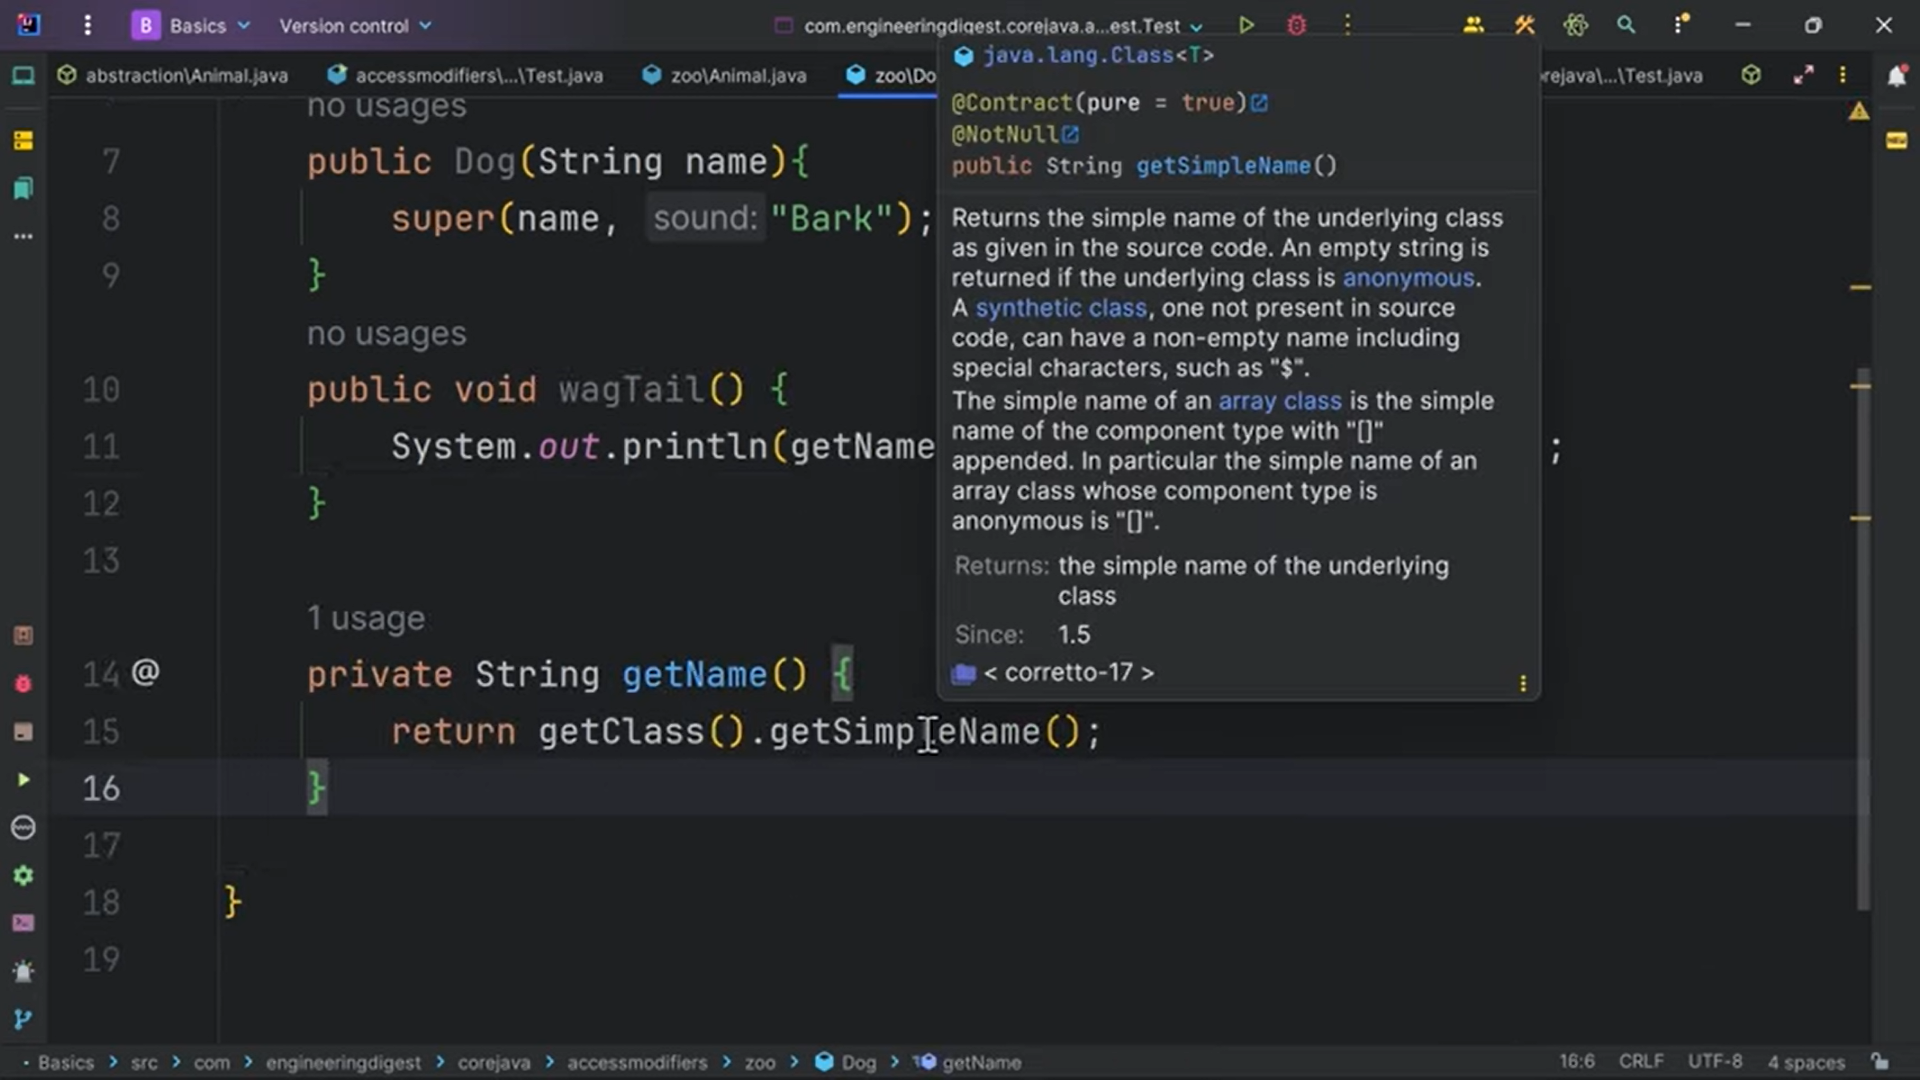 B Basics Version control com.engineeringdigest.corejava.a...est.Test
abstraction\Animal.java accessmodifiers\...\Test.java zoo\Animal.java zoo\Do orejava\...\Test.java
no usages
7 public Dog(String name){
8 super(name, sound: "Bark");
9 }
no usages
10 public void wagTail() {
11 System.out.println(getName ;
12 }
13
1 usage
14 @ private String getName() {
15 return getClass().getSimpleName();
16 }
17
18 }
19
java.lang.Class<T>
@Contract(pure = true)
@NotNull
public String getSimpleName()
Returns the simple name of the underlying class
as given in the source code. An empty string is
returned if the underlying class is anonymous.
A synthetic class, one not present in source
code, can have a non-empty name including
special characters, such as "$".
The simple name of an array class is the simple
name of the component type with "[]"
appended. In particular the simple name of an
array class whose component type is
anonymous is "[]".
Returns: the simple name of the underlying
class
Since: 1.5
< corretto-17 >
Basics > src > com > engineeringdigest > corejava > accessmodifiers > zoo > Dog > getName 16:6 CRLF UTF-8 4 spaces